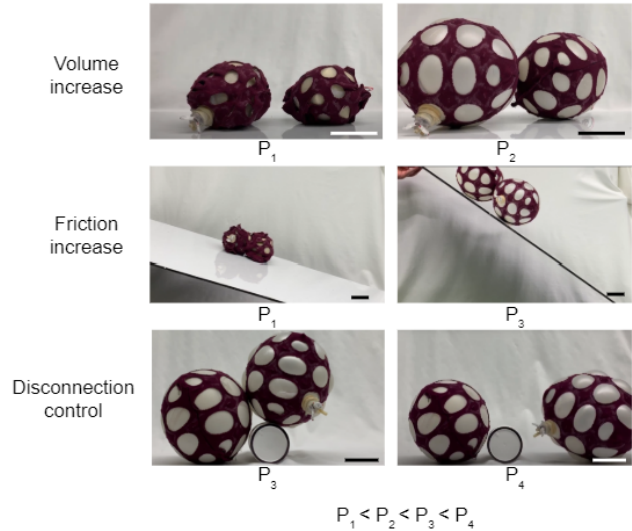 Volume
increase
P1
P2
Friction
increase
P1
P3
Disconnection
control
P3
P4
P1 < P2 < P3 < P4